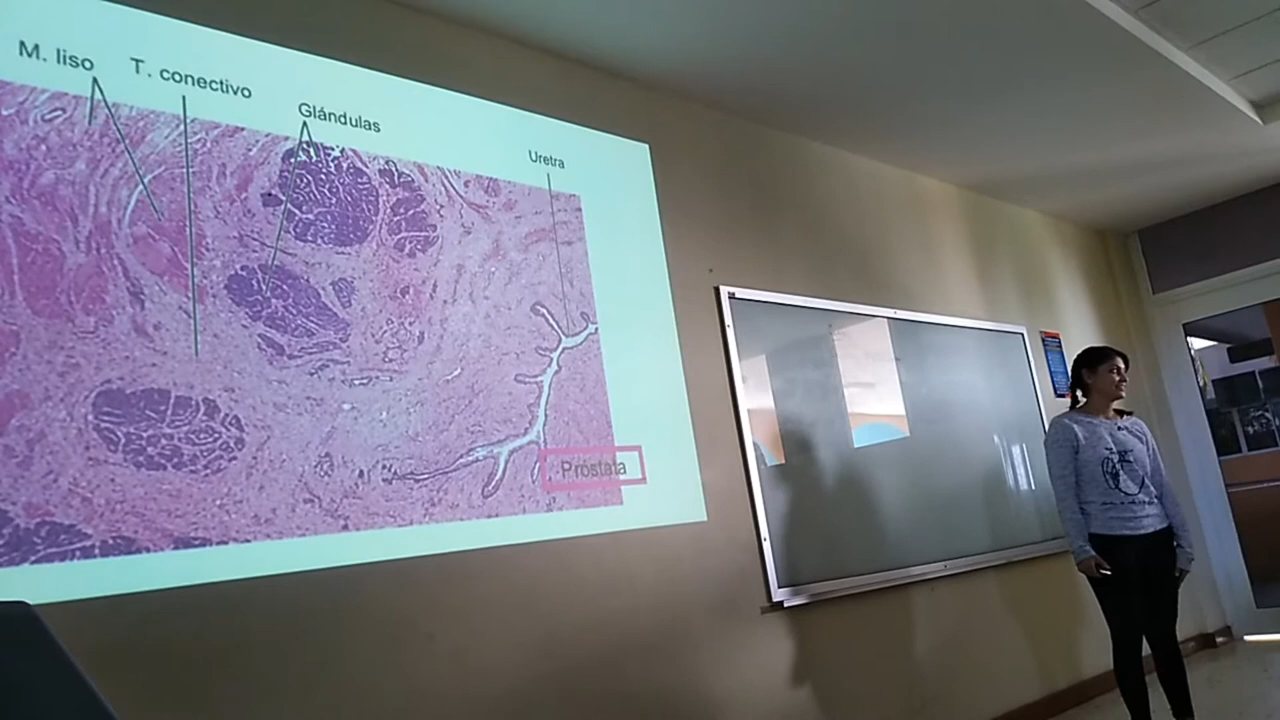 M. liso
T. conectivo
Glándulas
Uretra
Próstata